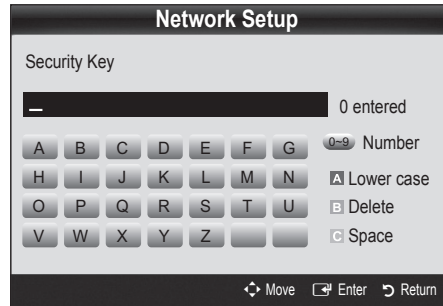 Network Setup
Security Key
_
0 entered
A B C D E F G 0~9 Number
H I J K L M N A Lower case
O P Q R S T U B Delete
V W X Y Z C Space
Move Enter Return